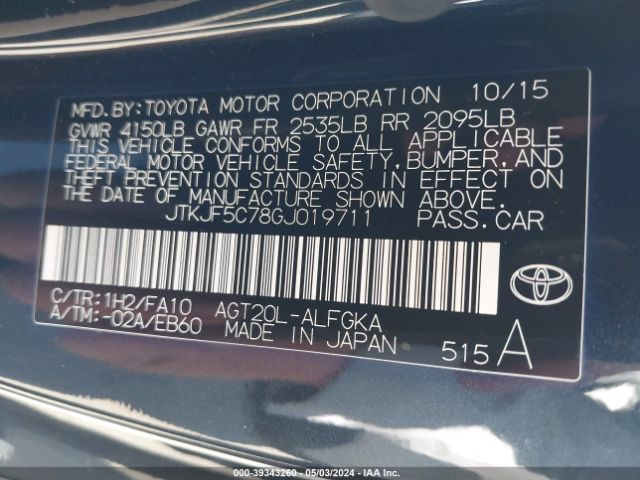 MFD.BY:TOYOTA MOTOR CORPORATION 10/15
GVWR 4150LB GAWR FR 2535LB RR 2095LB
THIS VEHICLE CONFORMS TO ALL APPLICABLE
FEDERAL MOTOR VEHICLE SAFETY,BUMPER,AND
THEFT PREVENTION STANDARDS IN EFFECT ON
THE DATE OF MANUFACTURE SHOWN ABOVE.
JTKJF5C78GJ019711 PASS.CAR
C/TR:1H2/FA10 AGT20L-ALFGKA
A/TM:-02A/EB60 MADE IN JAPAN
515A
TOYOTA
000-39343260 - 05/03/2024 - IAA Inc.